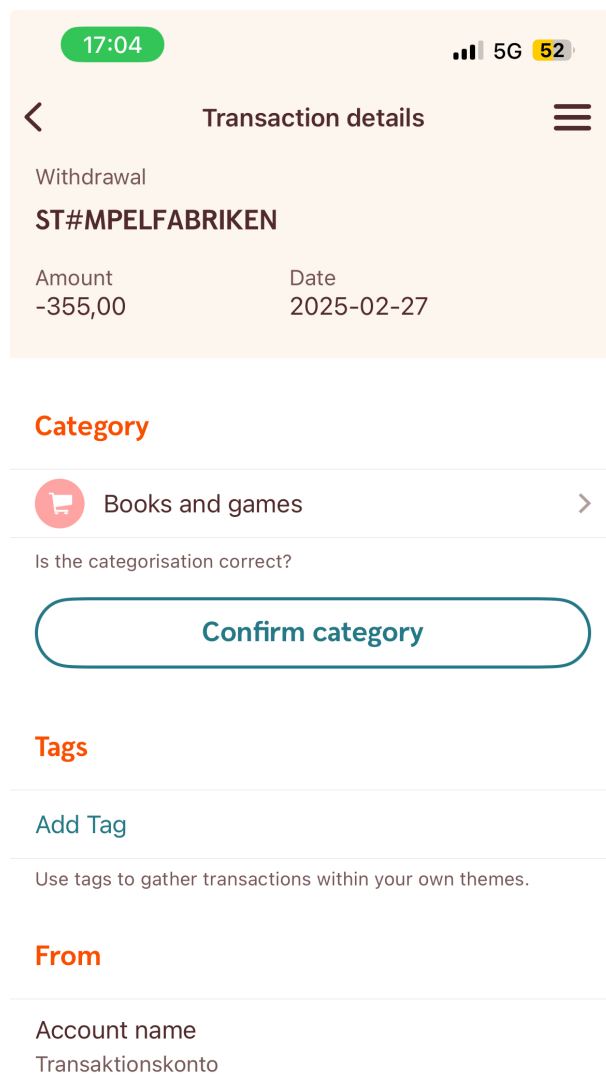 17:04
5G 52
Transaction details
Withdrawal
ST#MPELFABRIKEN
Amount Date
-355,00 2025-02-27
Category
Books and games
Is the categorisation correct?
Confirm category
Tags
Add Tag
Use tags to gather transactions within your own themes.
From
Account name
Transaktionskonto